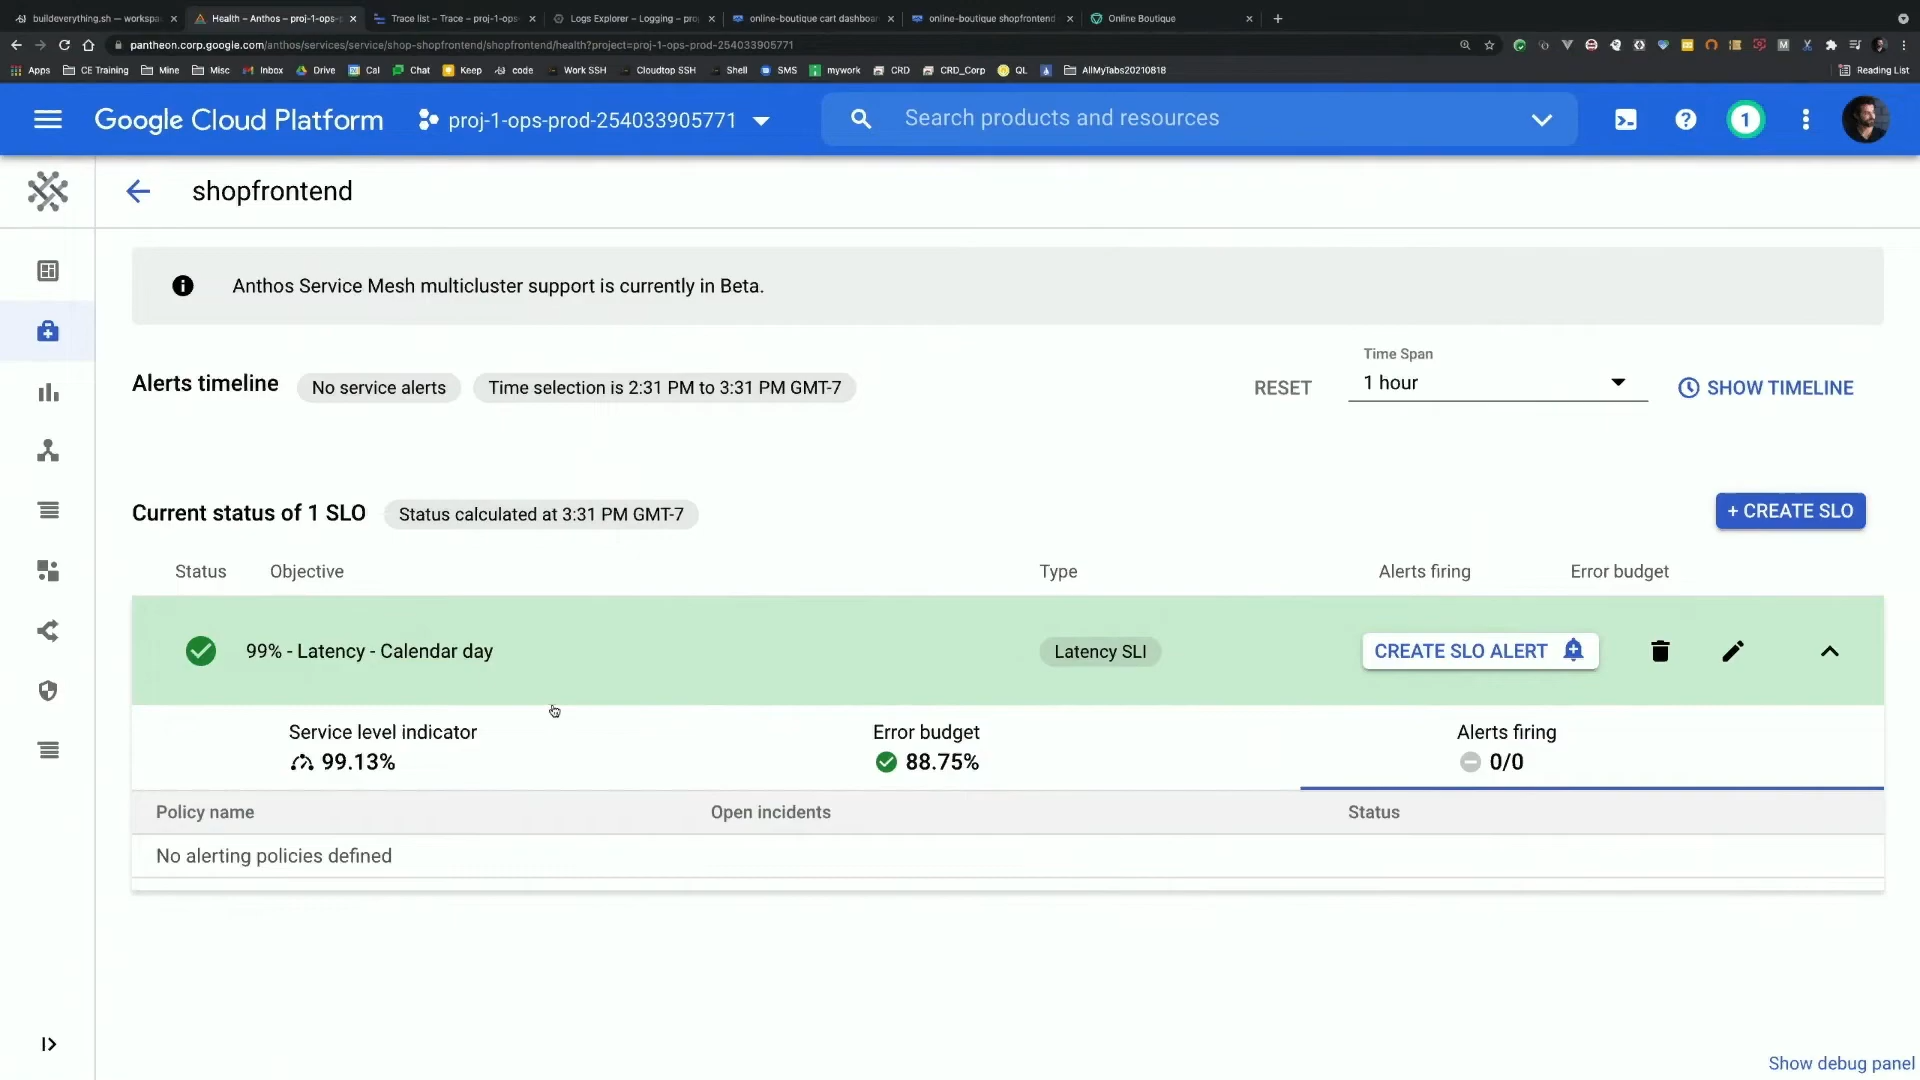 buildeverything.sh — workspa
Health – Anthos – proj-1-ops-p
Trace list – Trace – proj-1-ops-
Logs Explorer – Logging – pro
online-boutique cart dashboar
online-boutique shopfrontend
Online Boutique
pantheon.corp.google.com/anthos/services/service/shop-shopfrontend/shopfrontend/health?project=proj-1-ops-prod-254033905771
Apps CE Training Mine Misc Inbox Drive Cal Chat Keep code Work SSH Cloudtop SSH Shell SMS mywork CRD CRD_Corp QL AllMyTabs20210818 Reading List
Google Cloud Platform proj-1-ops-prod-254033905771 Search products and resources 1
shopfrontend
Anthos Service Mesh multicluster support is currently in Beta.
Time Span
Alerts timeline No service alerts Time selection is 2:31 PM to 3:31 PM GMT-7 RESET 1 hour SHOW TIMELINE
Current status of 1 SLO Status calculated at 3:31 PM GMT-7 + CREATE SLO
Status Objective Type Alerts firing Error budget
99% - Latency - Calendar day Latency SLI CREATE SLO ALERT
Service level indicator Error budget Alerts firing
99.13% 88.75% 0/0
Policy name Open incidents Status
No alerting policies defined
Show debug panel